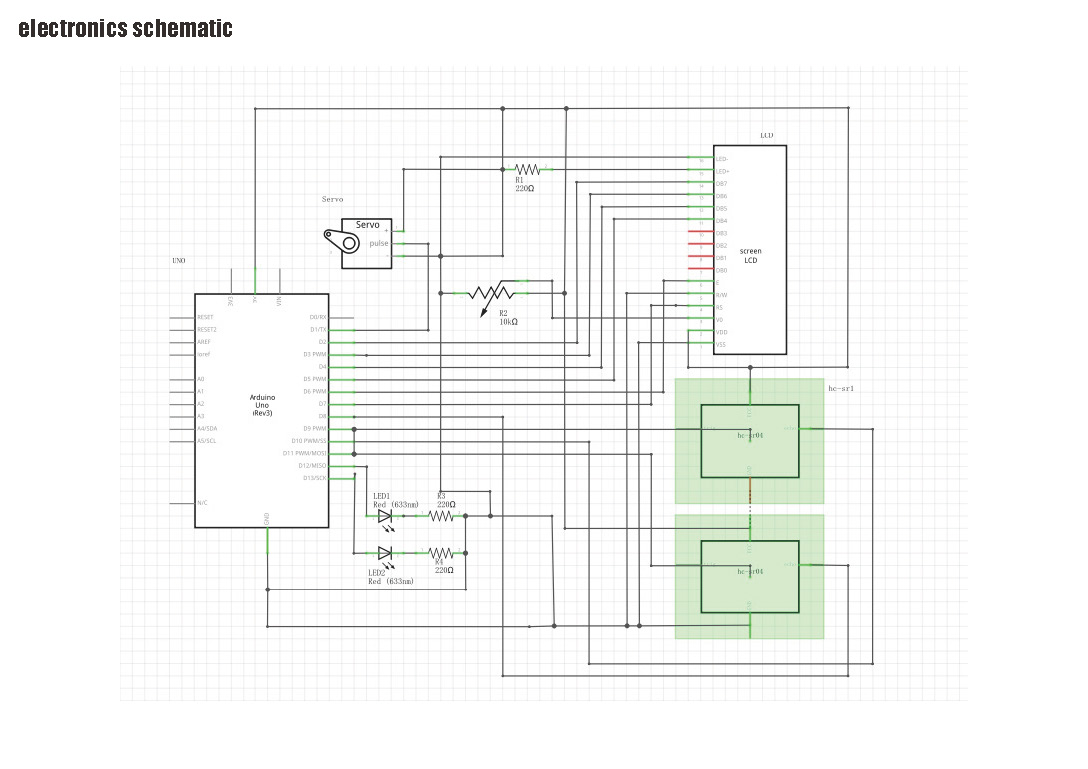 electronics schematic
LCD
LED-
LED+
DB7
DB6
DB5
DB4
DB3
DB2
DB1
DB0
E
R/W
RS
V0
VDD
VSS
screen
LCD
R1
220Ω
Servo
Servo
+
pulse
-
R2
10kΩ
UNO
3V3
5V
VIN
RESET
RESET2
AREF
ioref
A0
A1
A2
A3
A4/SDA
A5/SCL
N/C
Arduino
Uno
(Rev3)
D0/RX
D1/TX
D2
D3 PWM
D4
D5 PWM
D6 PWM
D7
D8
D9 PWM
D10 PWM/SS
D11 PWM/MOSI
D12/MISO
D13/SCK
GND
LED1
Red (633nm)
R3
220Ω
LED2
Red (633nm)
R4
220Ω
hc-sr1
hc-sr04
hc-sr04